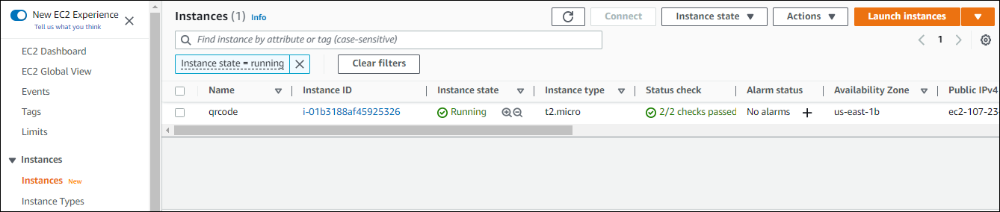 New EC2 Experience
Tell us what you think
EC2 Dashboard
EC2 Global View
Events
Tags
Limits
Instances
Instances New
Instance Types
Instances (1) Info
Connect
Instance state
Actions
Launch instances
Find instance by attribute or tag (case-sensitive)
1
Instance state = running
Clear filters
Name Instance ID Instance state Instance type Status check Alarm status Availability Zone Public IPv4
qrcode i-01b3188af45925326 Running t2.micro 2/2 checks passed No alarms us-east-1b ec2-107-23-